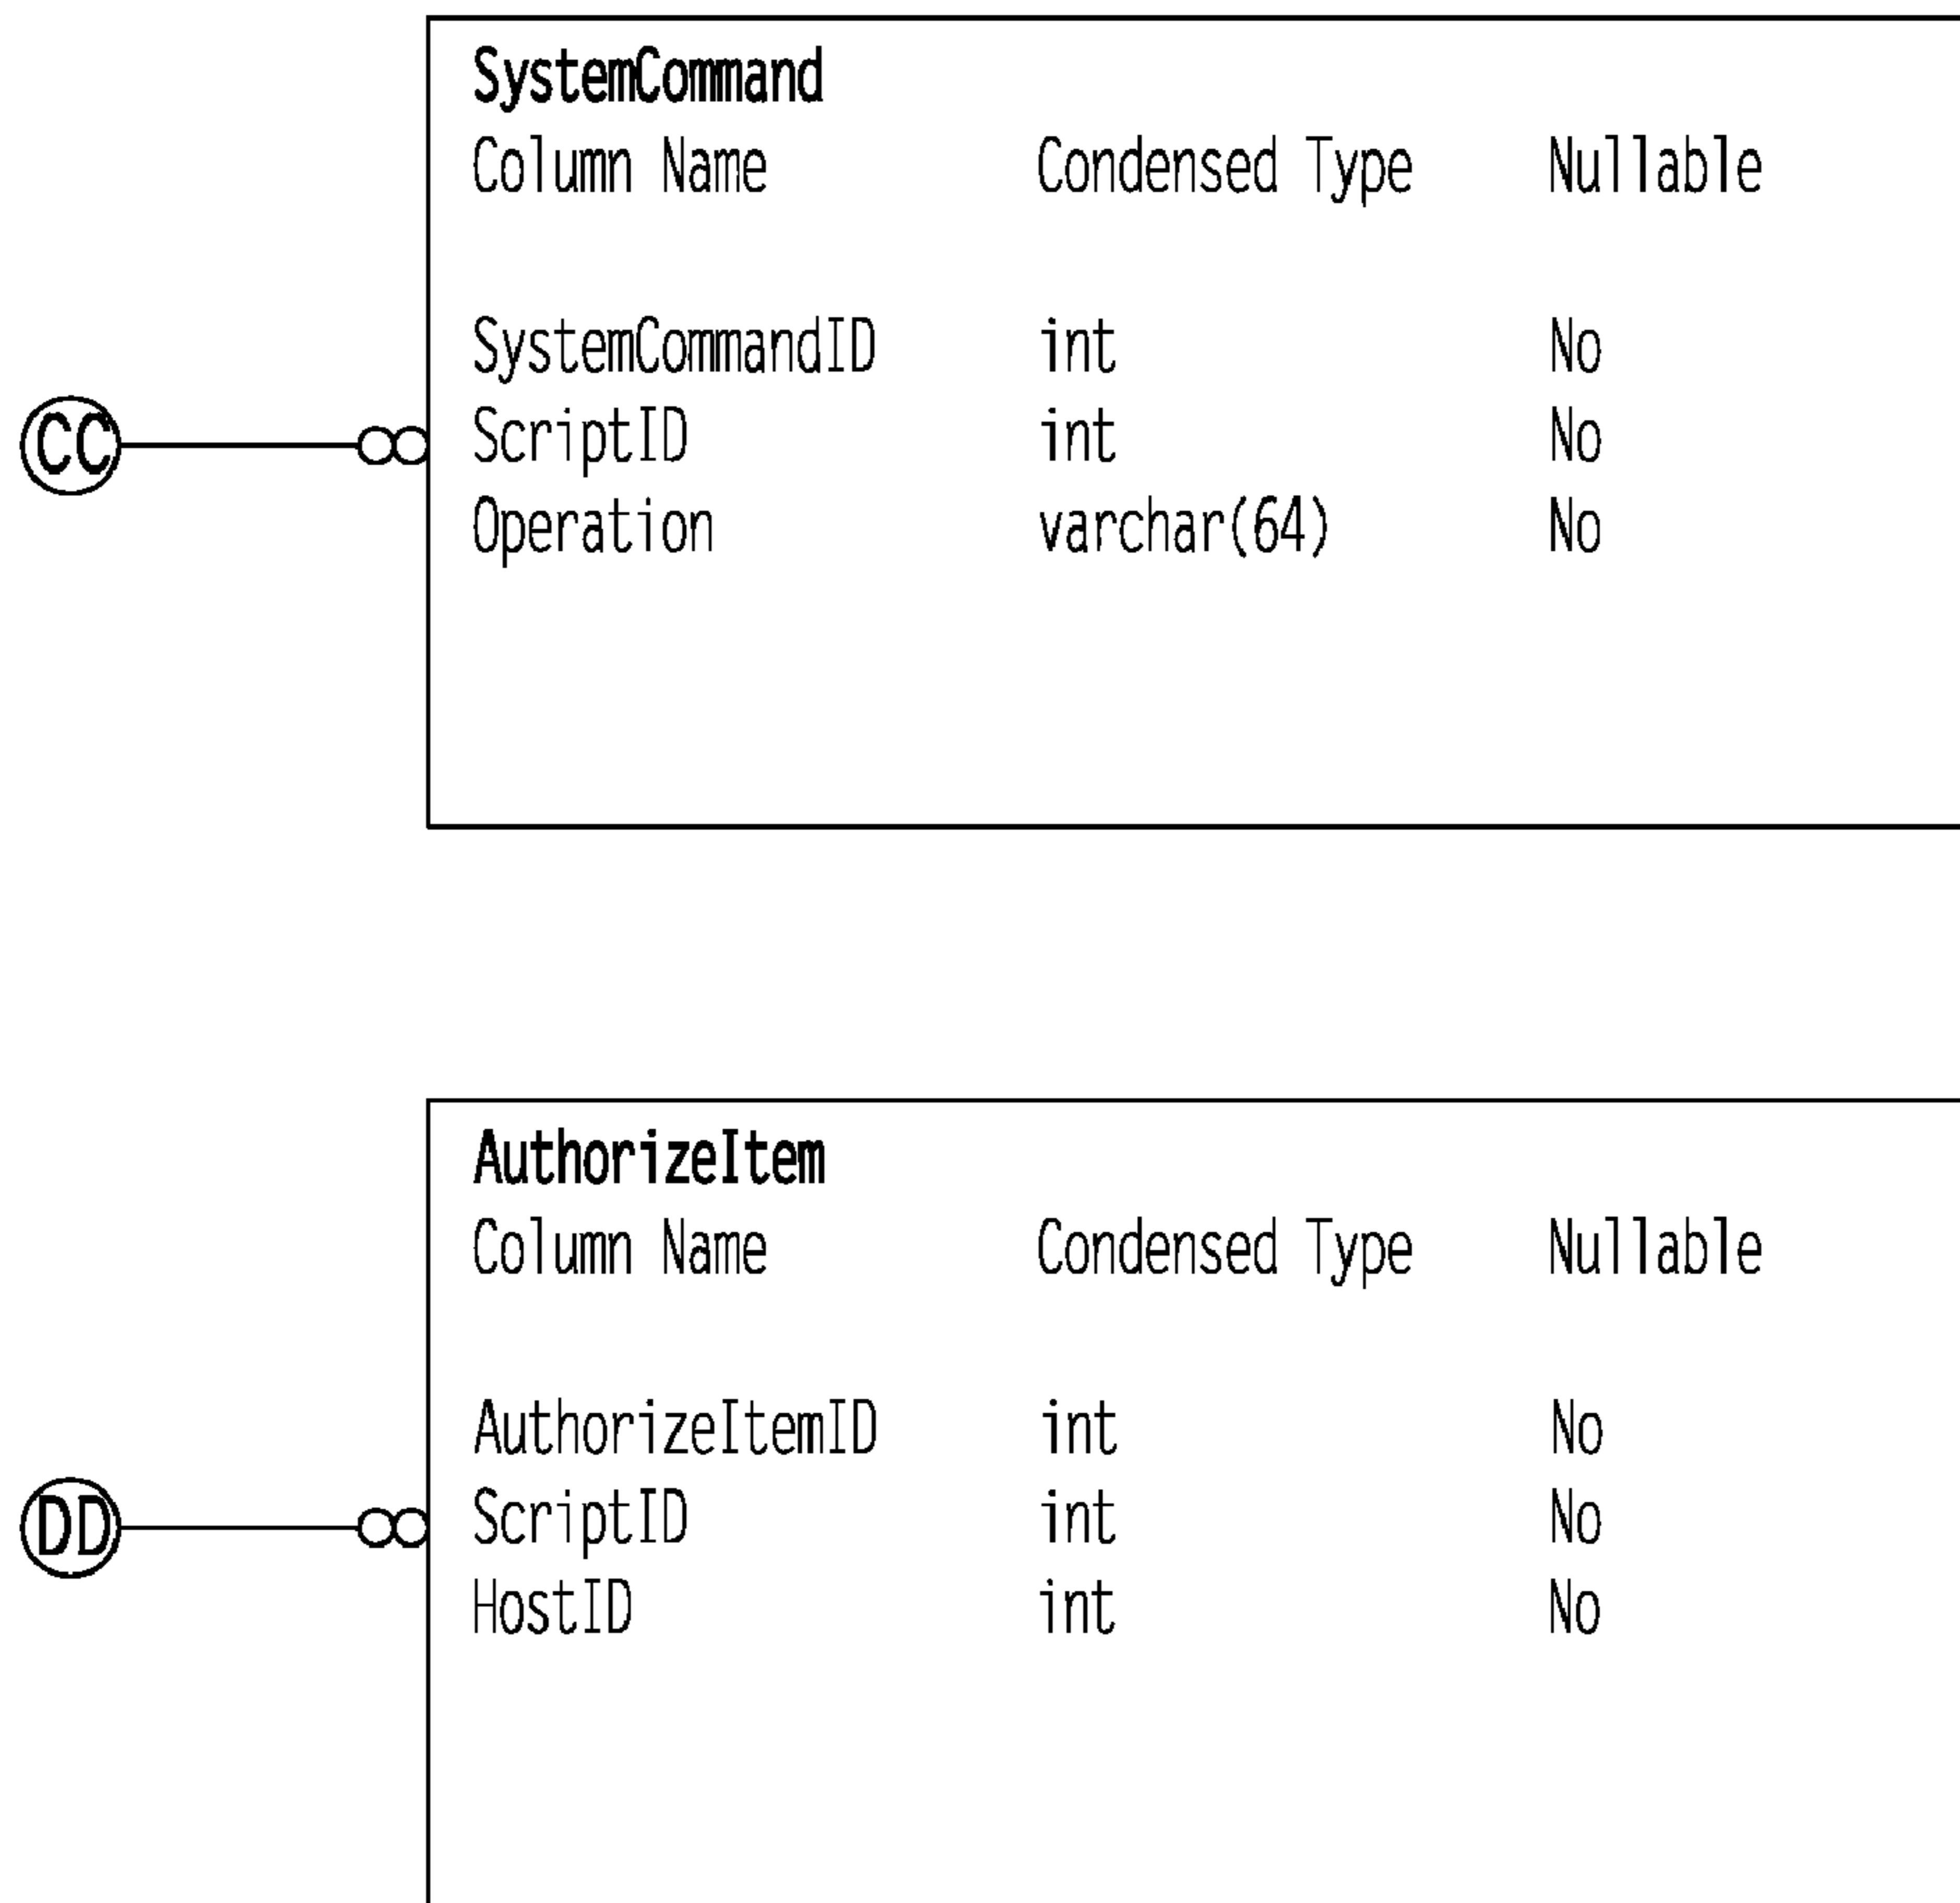 SystemCommand
Column Name Condensed Type Nullable
SystemCommandID int No
CC
ScriptID int No
Operation varchar(64) No
AuthorizeItem
Column Name Condensed Type Nullable
AuthorizeItemID int No
DD
ScriptID int No
HostID int No